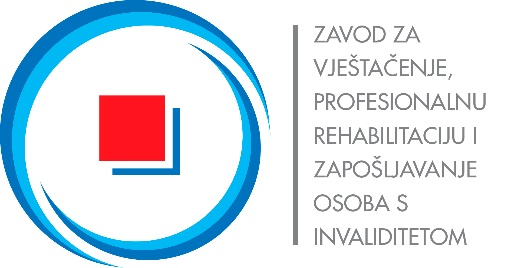 ZAVOD ZA
VJEŠTAČENJE,
PROFESIONALNU
REHABILITACIJU I
ZAPOŠLJAVANJE
OSOBA S
INVALIDITETOM